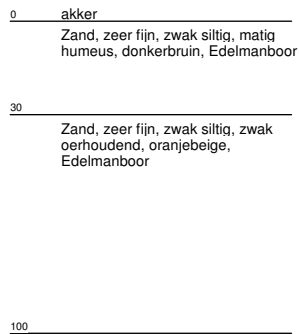 0 akker
Zand, zeer fijn, zwak siltig, matig
humeus, donkerbruin, Edelmanboor
30
Zand, zeer fijn, zwak siltig, zwak
oerhoudend, oranjebeige,
Edelmanboor
100